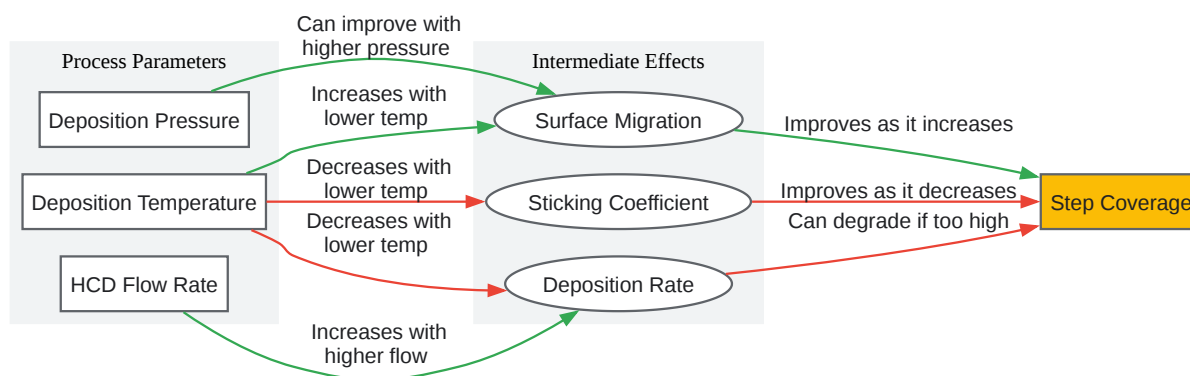 Process Parameters
Deposition Pressure
Deposition Temperature
HCD Flow Rate
Can improve with
higher pressure
Increases with
lower temp
Decreases with
lower temp
Decreases with
lower temp
Increases with
higher flow
Intermediate Effects
Surface Migration
Sticking Coefficient
Deposition Rate
Improves as it increases
Improves as it decreases
Can degrade if too high
Step Coverage